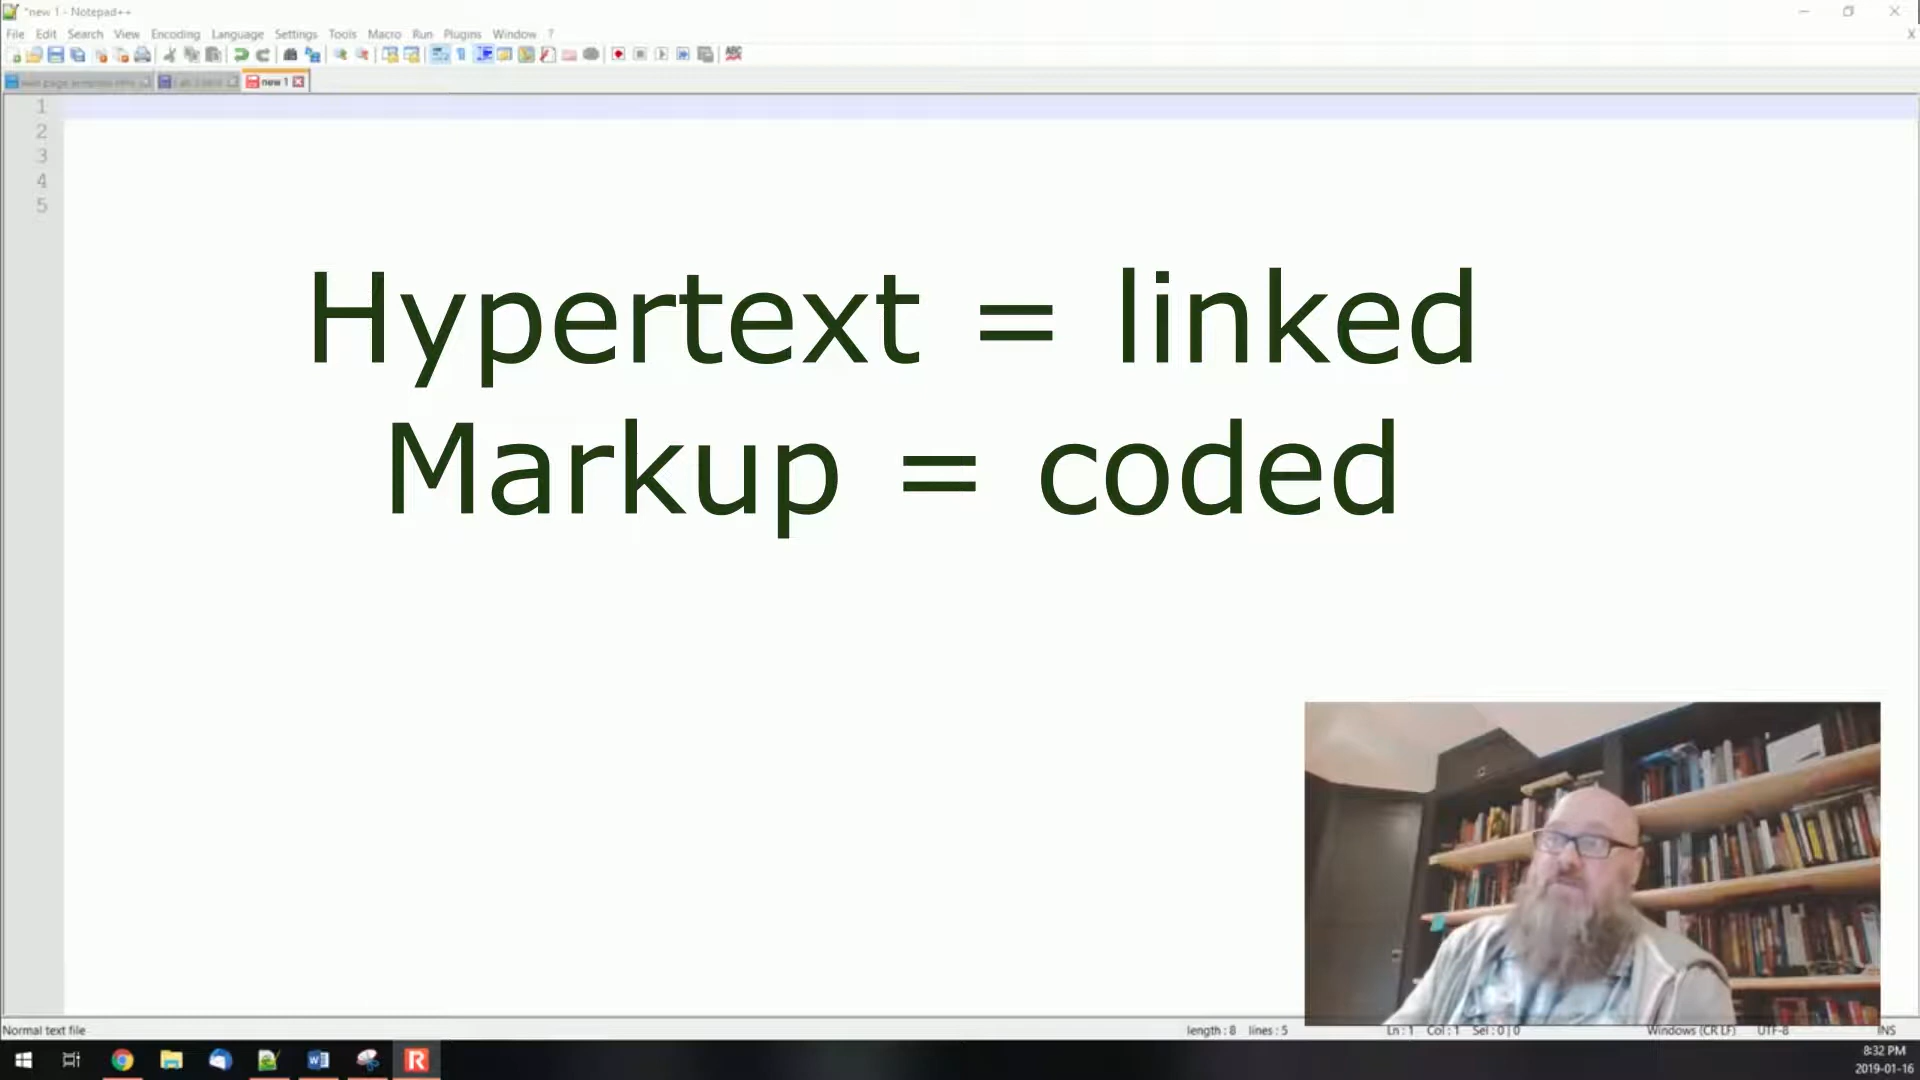 *new 1 - Notepad++
File Edit Search View Encoding Language Settings Tools Macro Run Plugins Window ?
new 1
1
2
3
4
5
Hypertext = linked
Markup = coded
Normal text file length : 8 lines : 5 Ln : 1 Col : 1 Sel : 0 | 0 Windows (CR LF) UTF-8 INS
8:32 PM
2019-01-16